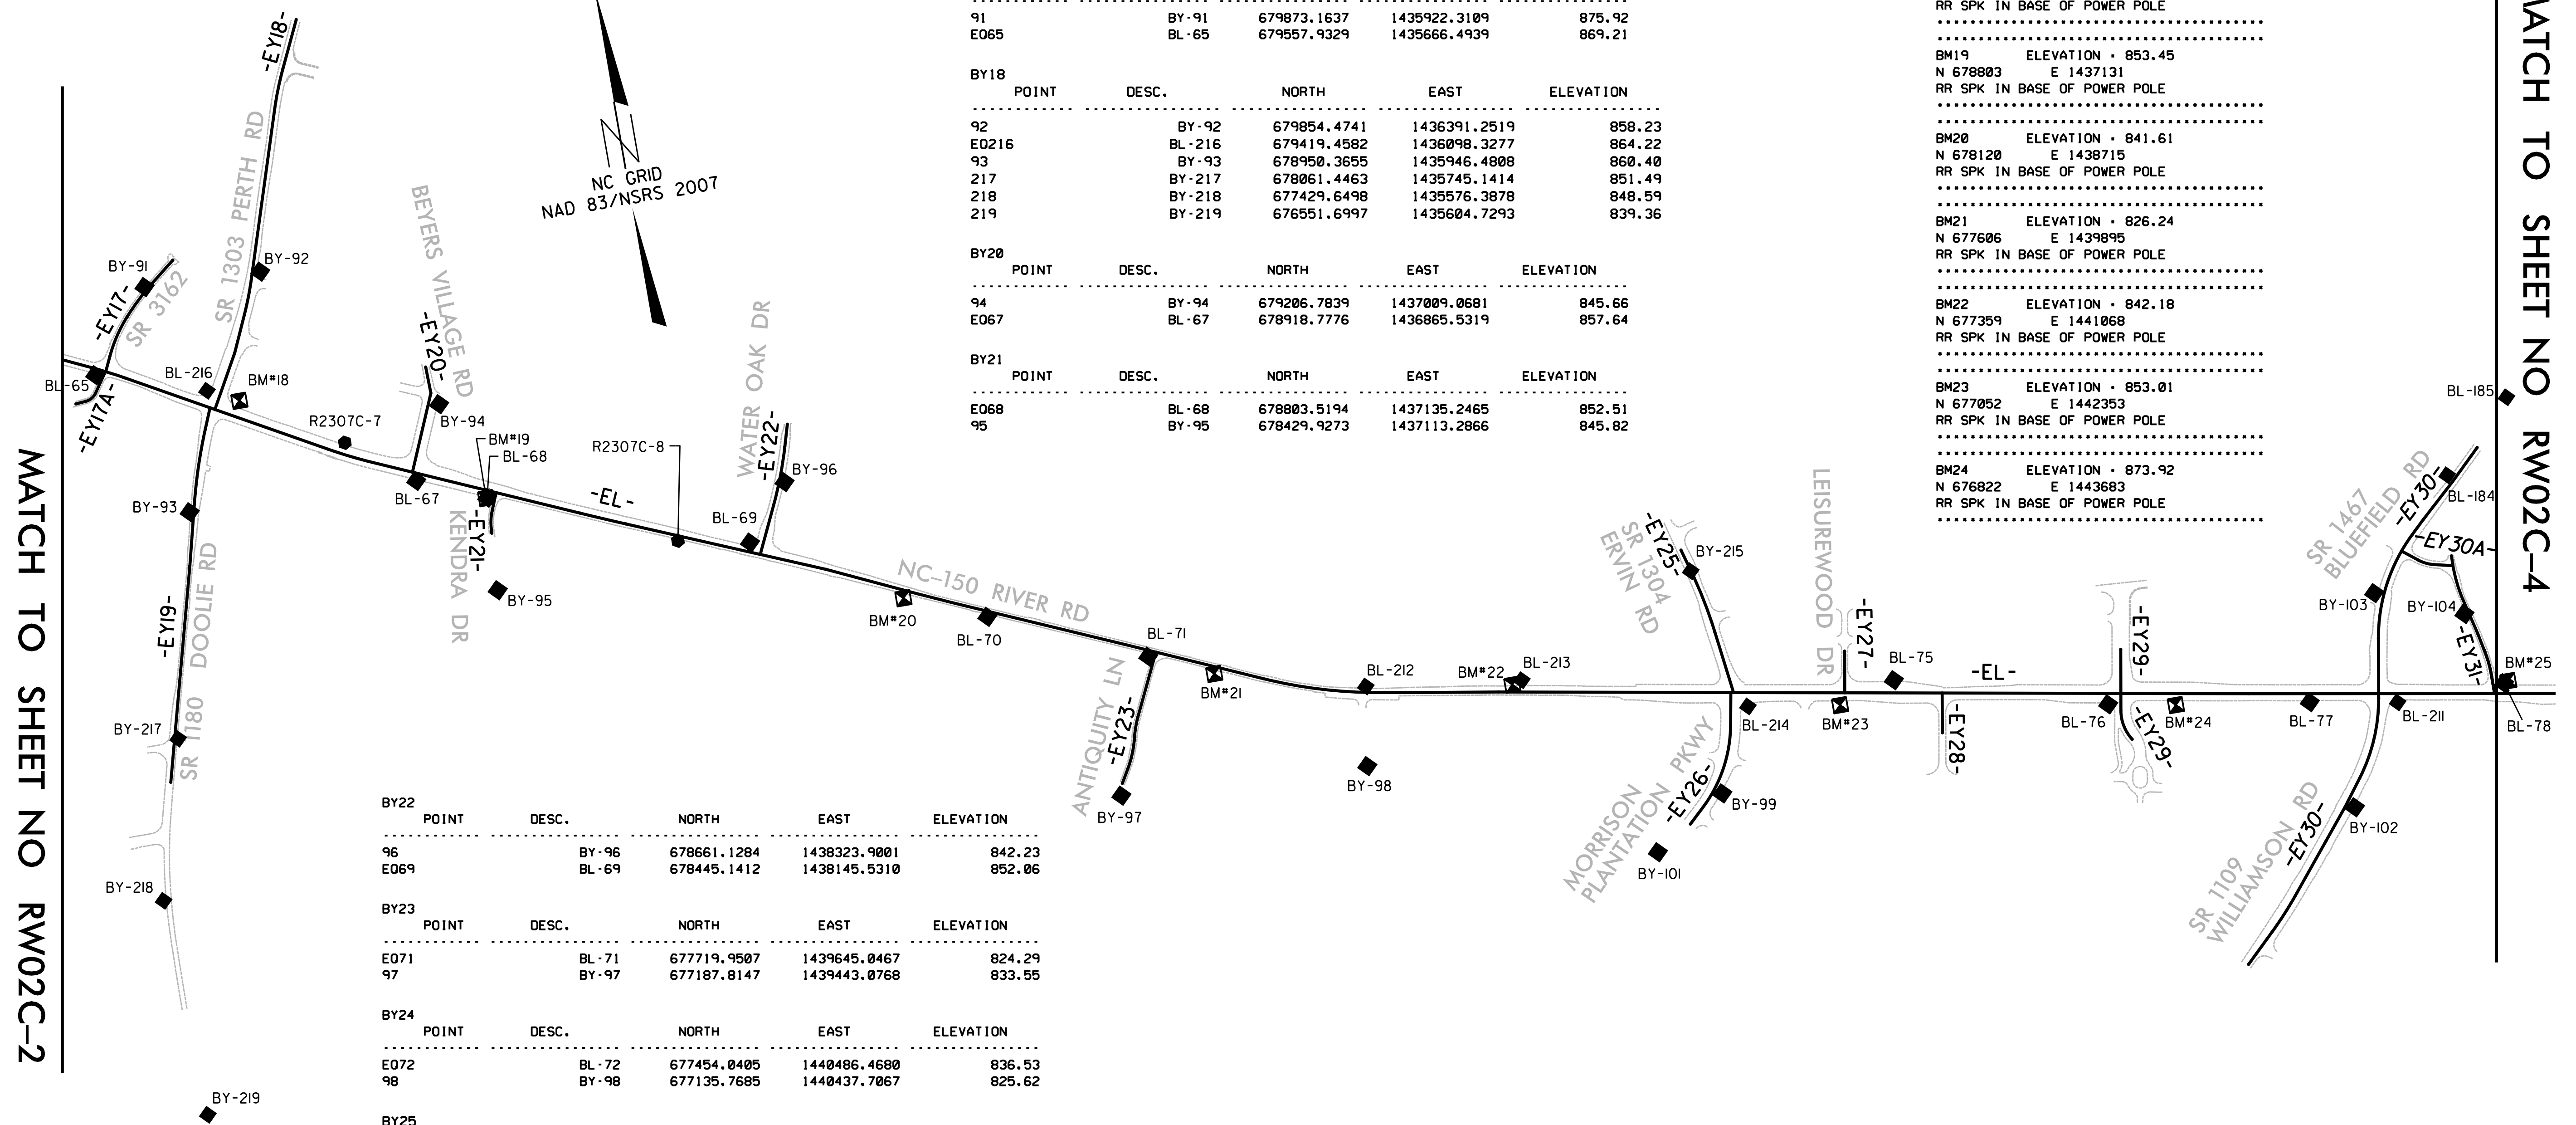 91 BY-91 679873.1637 1435922.3109 875.92
EQ65 BL-65 679557.9329 1435666.4939 869.21
BY18
POINT DESC. NORTH EAST ELEVATION
92 BY-92 679854.4741 1436391.2519 858.23
EQ216 BL-216 679419.4582 1436098.3277 864.22
93 BY-93 678950.3655 1435946.4808 860.40
217 BY-217 678061.4463 1435745.1414 851.49
218 BY-218 677429.6498 1435576.3878 848.59
219 BY-219 676551.6997 1435604.7293 839.36
BY20
POINT DESC. NORTH EAST ELEVATION
94 BY-94 679206.7839 1437009.0681 845.66
EQ67 BL-67 678918.7776 1436865.5319 857.64
BY21
POINT DESC. NORTH EAST ELEVATION
EQ68 BL-68 678803.5194 1437135.2465 852.51
95 BY-95 678429.9273 1437113.2866 845.82
RR SPK IN BASE OF POWER POLE
BM19 ELEVATION · 853.45
N 678803 E 1437131
RR SPK IN BASE OF POWER POLE
BM20 ELEVATION · 841.61
N 678120 E 1438715
RR SPK IN BASE OF POWER POLE
BM21 ELEVATION · 826.24
N 677606 E 1439895
RR SPK IN BASE OF POWER POLE
BM22 ELEVATION · 842.18
N 677359 E 1441068
RR SPK IN BASE OF POWER POLE
BM23 ELEVATION · 853.01
N 677052 E 1442353
RR SPK IN BASE OF POWER POLE
BM24 ELEVATION · 873.92
N 676822 E 1443683
RR SPK IN BASE OF POWER POLE
MATCH TO SHEET NO RW02C-4
MATCH TO SHEET NO RW02C-2
NC GRID
NAD 83/NSRS 2007
-EY18-
SR 1303 PERTH RD
BY-92
BY-91
-EY17-
SR 3162
BL-65
-EY17A-
BL-216
BM#18
R2307C-7
BEYERS VILLAGE RD
-EY20-
BY-94
BL-67
BM#19
BL-68
-EL-
-EY21-
KENDRA DR
BY-95
BY-93
-EY19-
SR 1180 DOOLIE RD
BY-217
BY-218
BY-219
R2307C-8
WATER OAK DR
-EY22-
BY-96
BL-69
NC-150 RIVER RD
BM#20
BL-70
BL-71
ANTIQUITY LN
-EY23-
BY-97
BM#21
BL-212
BY-98
BM#22
BL-213
-EY25-
SR 1304
ERVIN RD
BY-215
MORRISON
PLANTATION PKWY
-EY26-
BY-99
BY-101
BL-214
LEISUREWOOD DR
-EY27-
BM#23
BL-75
-EL-
-EY28-
-EY29-
BL-76
-EY29-
BM#24
BL-77
BL-211
SR 1467
BLUEFIELD RD
-EY30-
BL-184
BL-185
-EY30A-
BY-103
BY-104
-EY31-
BM#25
BL-78
BY-102
-EY30-
SR 1109
WILLIAMSON RD
BY22
POINT DESC. NORTH EAST ELEVATION
96 BY-96 678661.1284 1438323.9001 842.23
EQ69 BL-69 678445.1412 1438145.5310 852.06
BY23
POINT DESC. NORTH EAST ELEVATION
EQ71 BL-71 677719.9507 1439645.0467 824.29
97 BY-97 677187.8147 1439443.0768 833.55
BY24
POINT DESC. NORTH EAST ELEVATION
EQ72 BL-72 677454.0405 1440486.4680 836.53
98 BY-98 677135.7685 1440437.7067 825.62
BY25